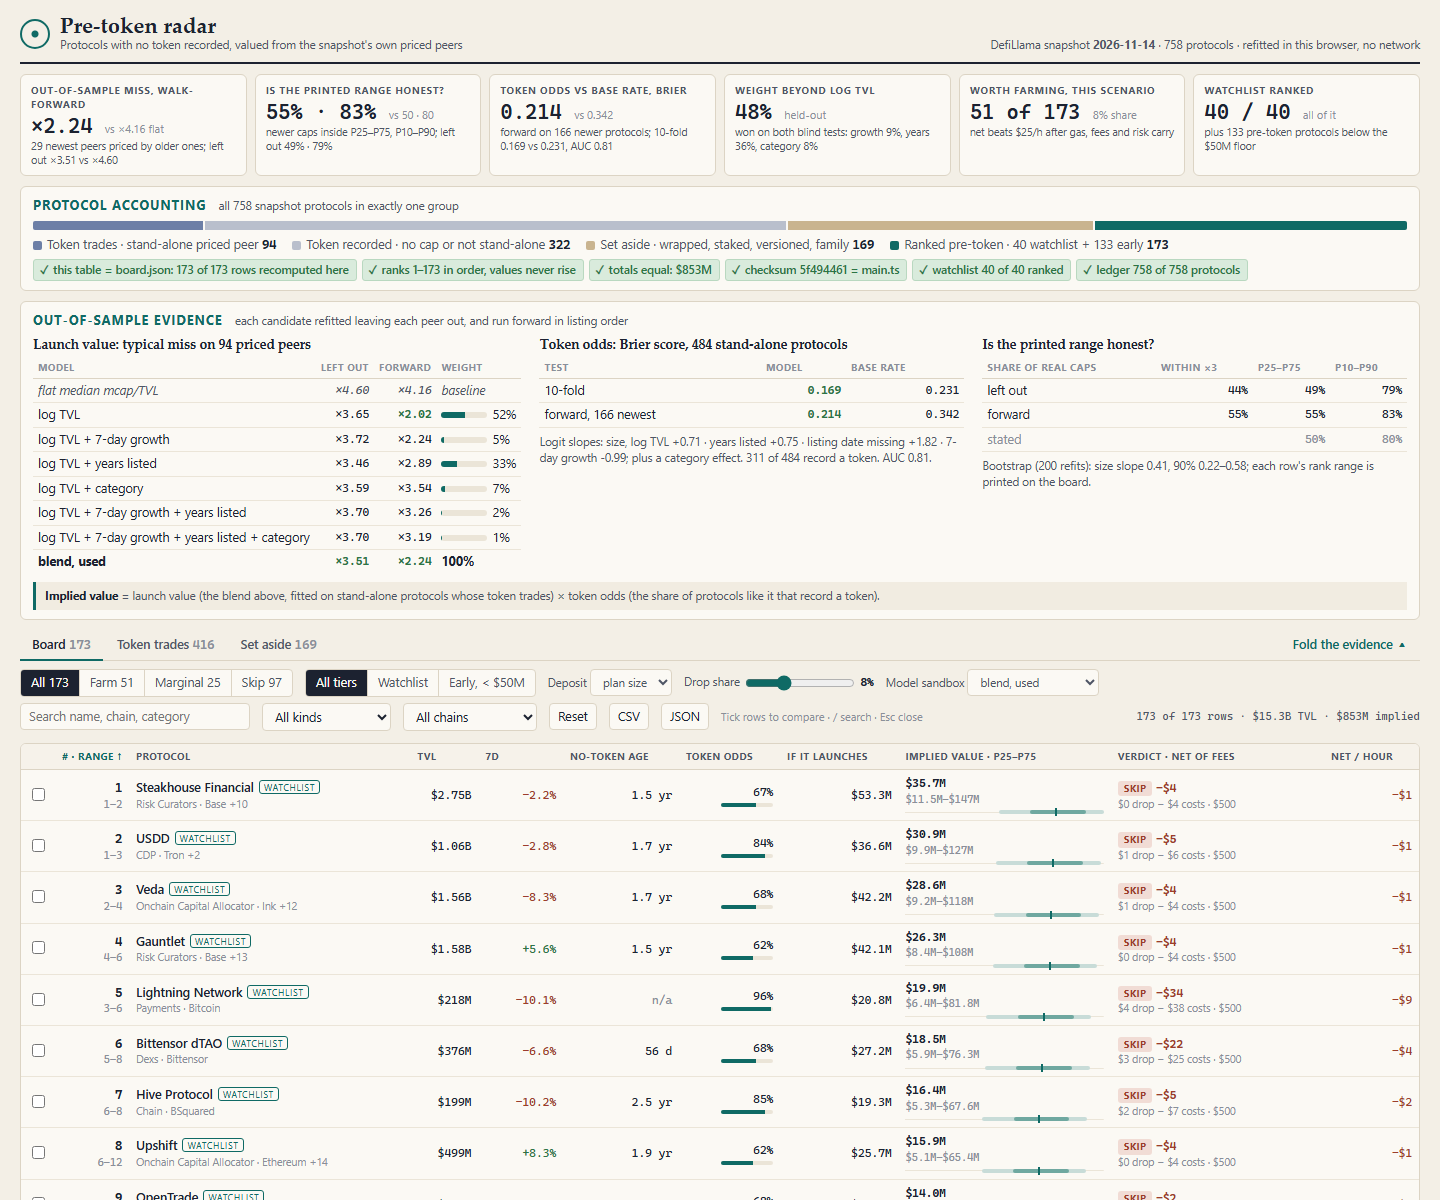 Pre-token radar
Protocols with no token recorded, valued from the snapshot's own priced peers
DefiLlama snapshot 2026-11-14 · 758 protocols · refitted in this browser, no network
OUT-OF-SAMPLE MISS, WALK-FORWARD
×2.24 vs ×4.16 flat
29 newest peers priced by older ones; left out ×3.51 vs ×4.60
IS THE PRINTED RANGE HONEST?
55% · 83% vs 50 · 80
newer caps inside P25–P75, P10–P90; left out 49% · 79%
TOKEN ODDS VS BASE RATE, BRIER
0.214 vs 0.342
forward on 166 newer protocols; 10-fold 0.169 vs 0.231, AUC 0.81
WEIGHT BEYOND LOG TVL
48% held-out
won on both blind tests: growth 9%, years 36%, category 8%
WORTH FARMING, THIS SCENARIO
51 of 173 8% share
net beats $25/h after gas, fees and risk carry
WATCHLIST RANKED
40 / 40 all of it
plus 133 pre-token protocols below the $50M floor
PROTOCOL ACCOUNTING all 758 snapshot protocols in exactly one group
Token trades · stand-alone priced peer 94 Token recorded · no cap or not stand-alone 322 Set aside · wrapped, staked, versioned, family 169 Ranked pre-token · 40 watchlist + 133 early 173
✓ this table = board.json: 173 of 173 rows recomputed here ✓ ranks 1–173 in order, values never rise ✓ totals equal: $853M ✓ checksum 5f494461 = main.ts ✓ watchlist 40 of 40 ranked ✓ ledger 758 of 758 protocols
OUT-OF-SAMPLE EVIDENCE each candidate refitted leaving each peer out, and run forward in listing order
Launch value: typical miss on 94 priced peers
MODEL LEFT OUT FORWARD WEIGHT
flat median mcap/TVL ×4.60 ×4.16 baseline
log TVL ×3.65 ×2.02 52%
log TVL + 7-day growth ×3.72 ×2.24 5%
log TVL + years listed ×3.46 ×2.89 33%
log TVL + category ×3.59 ×3.54 7%
log TVL + 7-day growth + years listed ×3.70 ×3.26 2%
log TVL + 7-day growth + years listed + category ×3.70 ×3.19 1%
blend, used ×3.51 ×2.24 100%
Token odds: Brier score, 484 stand-alone protocols
TEST MODEL BASE RATE
10-fold 0.169 0.231
forward, 166 newest 0.214 0.342
Logit slopes: size, log TVL +0.71 · years listed +0.75 · listing date missing +1.82 · 7-
day growth -0.99; plus a category effect. 311 of 484 record a token. AUC 0.81.
Is the printed range honest?
SHARE OF REAL CAPS WITHIN ×3 P25–P75 P10–P90
left out 44% 49% 79%
forward 55% 55% 83%
stated 50% 80%
Bootstrap (200 refits): size slope 0.41, 90% 0.22–0.58; each row's rank range is
printed on the board.
Implied value = launch value (the blend above, fitted on stand-alone protocols whose token trades) × token odds (the share of protocols like it that record a token).
Board 173 Token trades 416 Set aside 169 Fold the evidence ▲
All 173 Farm 51 Marginal 25 Skip 97 All tiers Watchlist Early, < $50M Deposit plan size Drop share 8% Model sandbox blend, used
Search name, chain, category All kinds All chains Reset CSV JSON Tick rows to compare · / search · Esc close 173 of 173 rows · $15.3B TVL · $853M implied
# · RANGE ↑ PROTOCOL TVL 7D NO-TOKEN AGE TOKEN ODDS IF IT LAUNCHES IMPLIED VALUE · P25–P75 VERDICT · NET OF FEES NET / HOUR
1 Steakhouse Financial WATCHLIST $2.75B −2.2% 1.5 yr 67% $53.3M $35.7M SKIP −$4 −$1
1–2 Risk Curators · Base +10 $11.5M–$147M $0 drop − $4 costs · $500
2 USDD WATCHLIST $1.06B −2.8% 1.7 yr 84% $36.6M $30.9M SKIP −$5 −$1
1–3 CDP · Tron +2 $9.9M–$127M $1 drop − $6 costs · $500
3 Veda WATCHLIST $1.56B −8.3% 1.7 yr 68% $42.2M $28.6M SKIP −$4 −$1
2–4 Onchain Capital Allocator · Ink +12 $9.2M–$118M $1 drop − $4 costs · $500
4 Gauntlet WATCHLIST $1.58B +5.6% 1.5 yr 62% $42.1M $26.3M SKIP −$4 −$1
4–6 Risk Curators · Base +13 $8.4M–$108M $0 drop − $4 costs · $500
5 Lightning Network WATCHLIST $218M −10.1% n/a 96% $20.8M $19.9M SKIP −$34 −$9
3–6 Payments · Bitcoin $6.4M–$81.8M $4 drop − $38 costs · $500
6 Bittensor dTAO WATCHLIST $376M −6.6% 56 d 68% $27.2M $18.5M SKIP −$22 −$4
5–8 Dexs · Bittensor $5.9M–$76.3M $3 drop − $25 costs · $500
7 Hive Protocol WATCHLIST $199M −10.2% 2.5 yr 85% $19.3M $16.4M SKIP −$5 −$2
6–8 Chain · BSquared $5.3M–$67.6M $2 drop − $7 costs · $500
8 Upshift WATCHLIST $499M +8.3% 1.9 yr 62% $25.7M $15.9M SKIP −$4 −$1
6–12 Onchain Capital Allocator · Ethereum +14 $5.1M–$65.4M $0 drop − $4 costs · $500
9 OpenTrade $14.0M